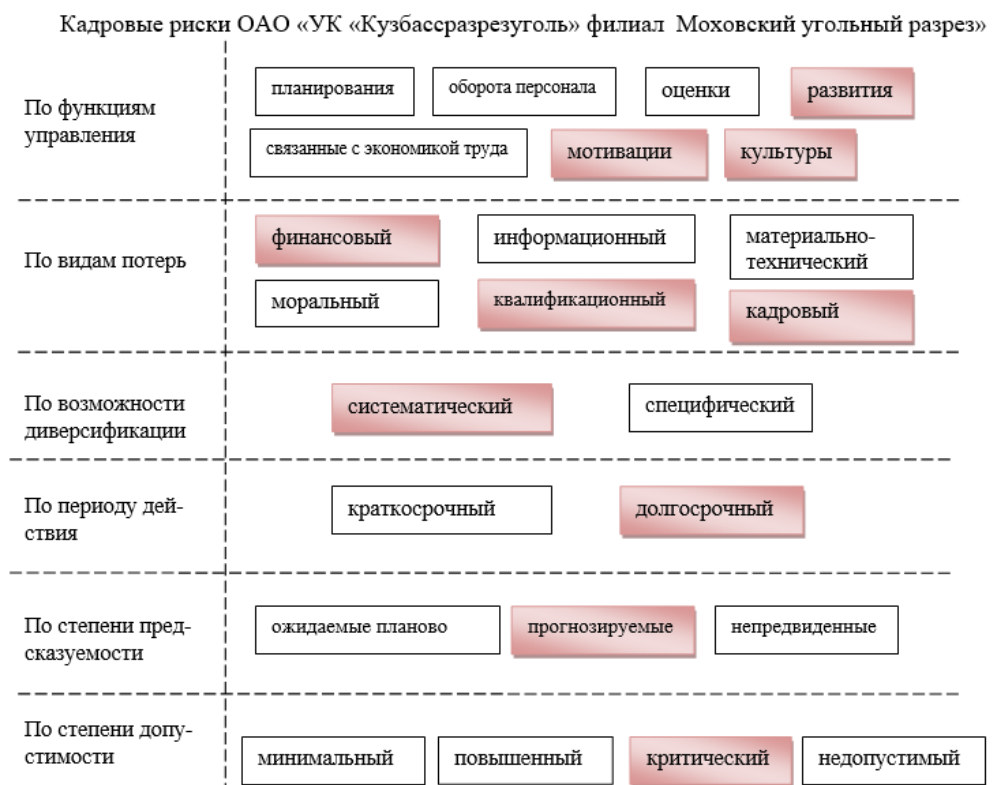 Кадровые риски ОАО «УК «Кузбассразрезуголь» филиал Моховский угольный разрез»
По функциям
управления
планирования
оборота персонала
оценки
развития
связанные с экономикой труда
мотивации
культуры
По видам потерь
финансовый
информационный
материально-
технический
моральный
квалификационный
кадровый
По возможности
диверсификации
систематический
специфический
По периоду дей-
ствия
краткосрочный
долгосрочный
По степени пред-
сказуемости
ожидаемые планово
прогнозируемые
непредвиденные
По степени допу-
стимости
минимальный
повышенный
критический
недопустимый